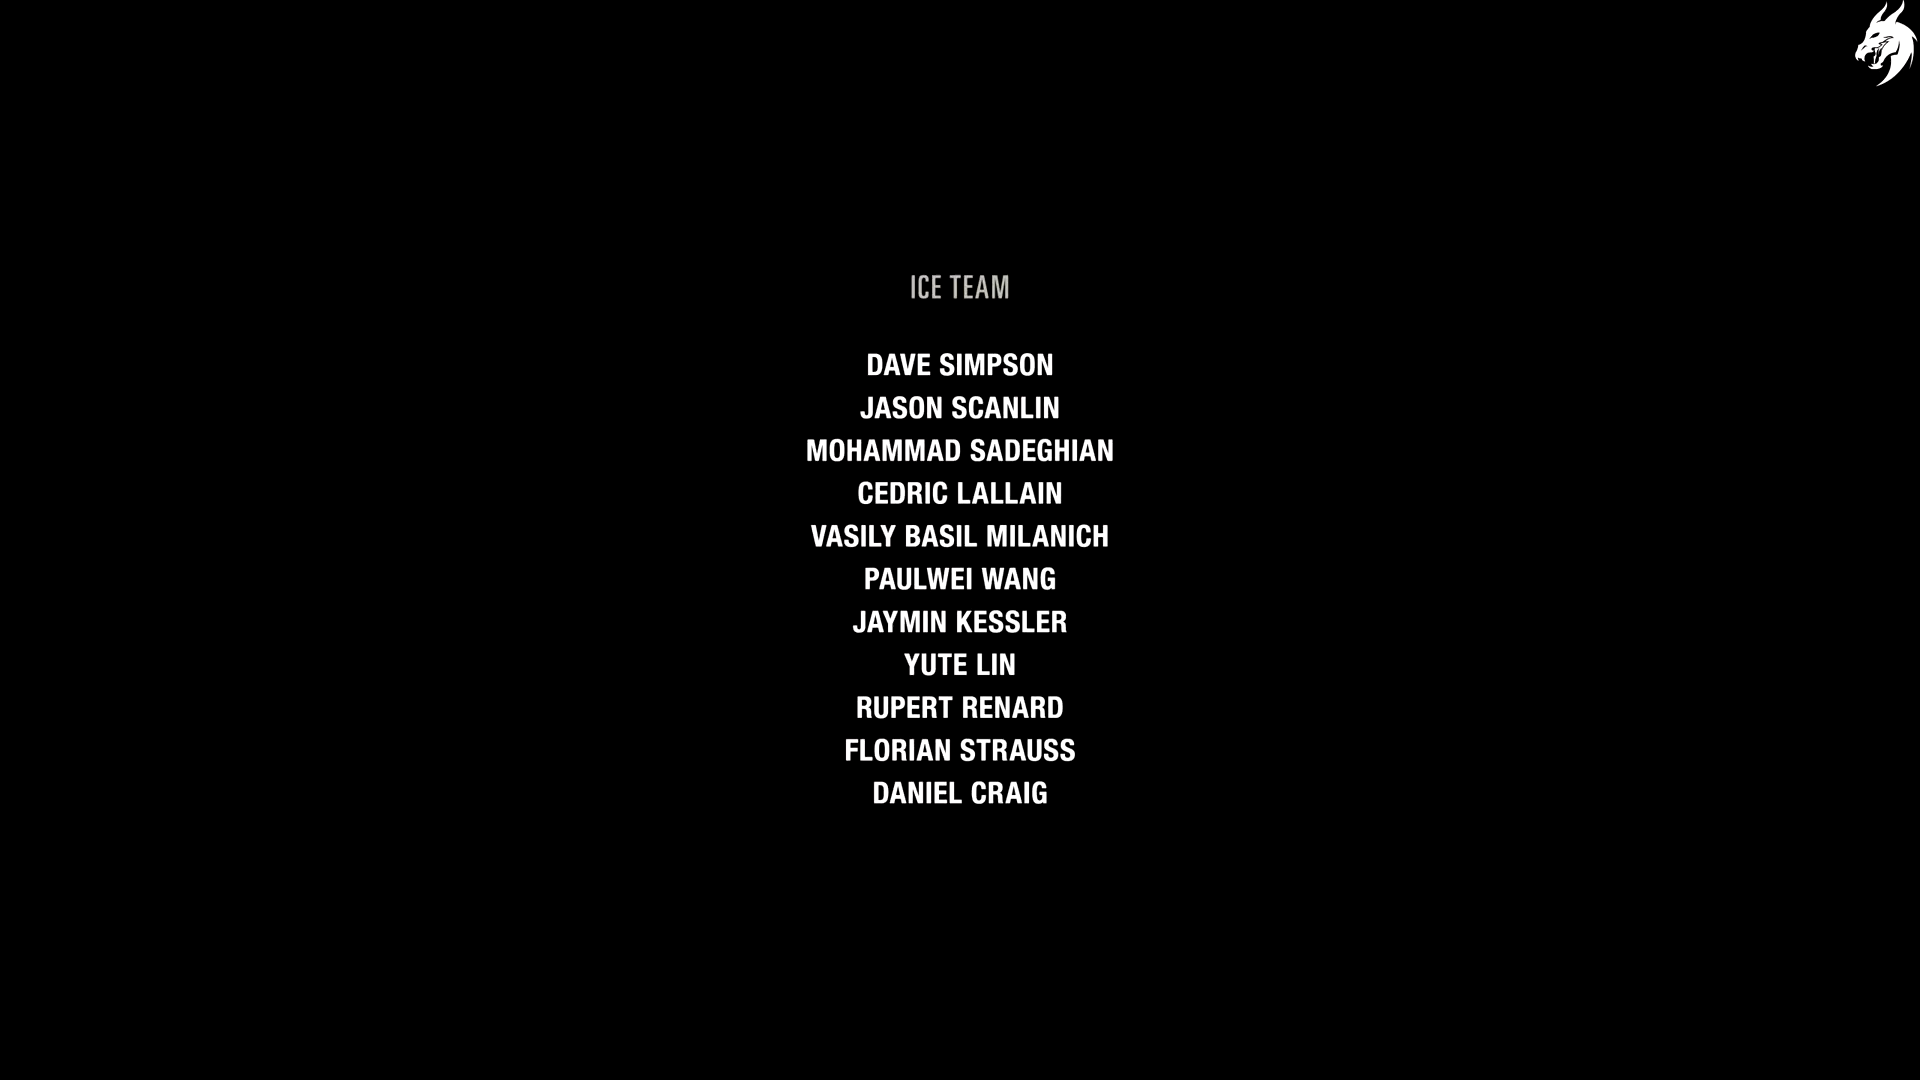 ICE TEAM
DAVE SIMPSON
JASON SCANLIN
MOHAMMAD SADEGHIAN
CEDRIC LALLAIN
VASILY BASIL MILANICH
PAULWEI WANG
JAYMIN KESSLER
YUTE LIN
RUPERT RENARD
FLORIAN STRAUSS
DANIEL CRAIG